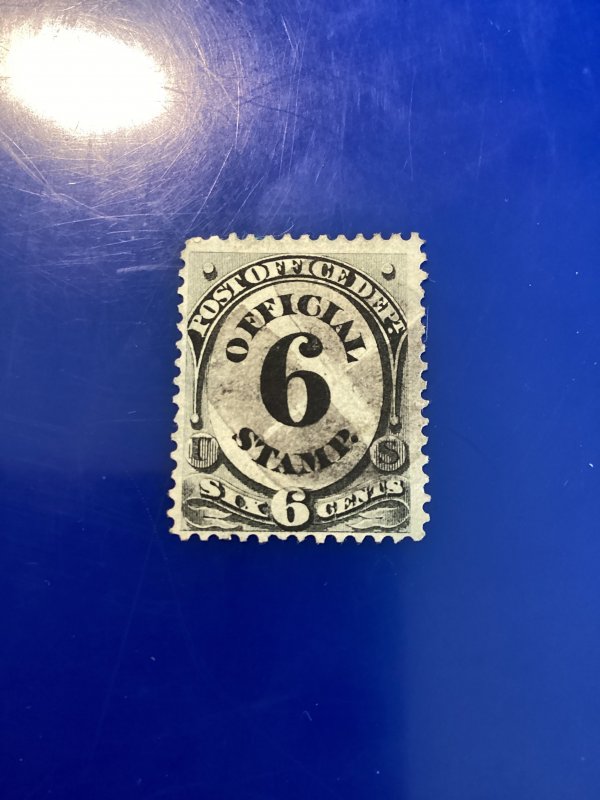 POST OFFICE DEPT.
OFFICIAL
6
STAMP.
U S
SIX 6 CENTS